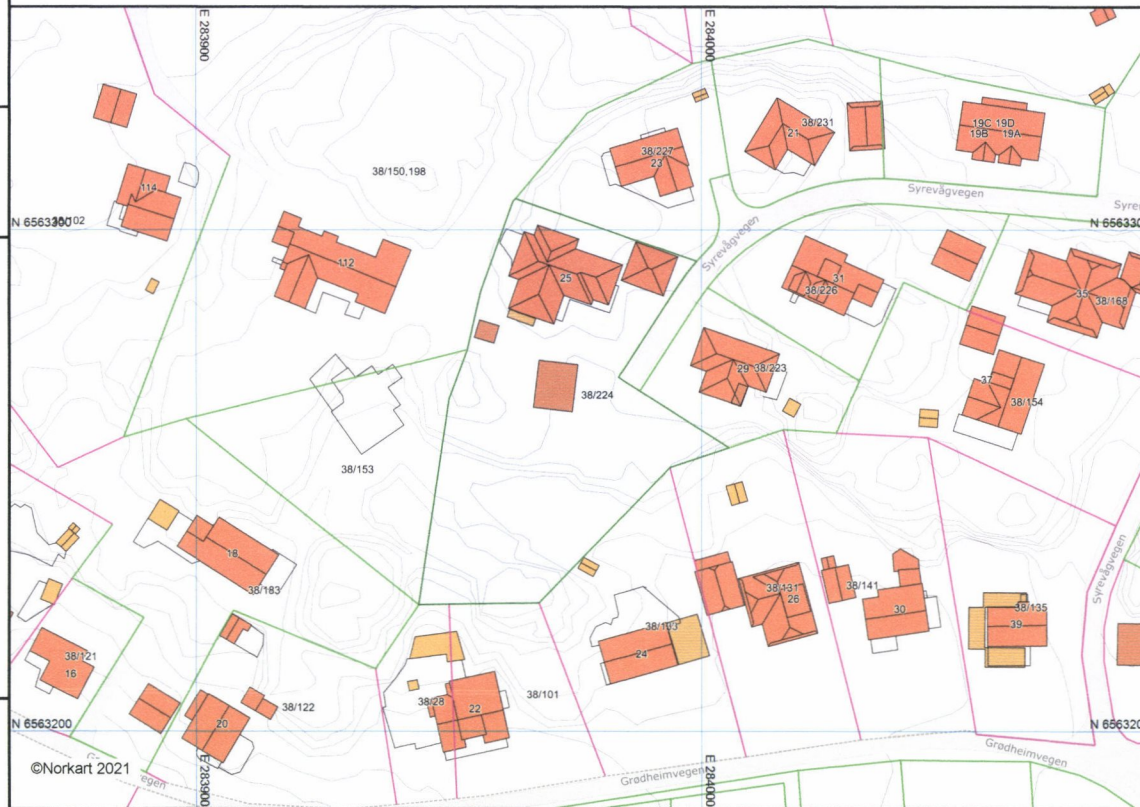 E 283900
E 284000
38/231
21
19C 19D
19B 19A
38/227
23
38/150,198
114
Syrevågvegen
N 6563300
N 6563300
Syrevågvegen
112
25
31
38/226
35
38/168
29 38/223
37
38/154
38/224
38/153
18
38/183
38/131
26
38/141
30
38/135
39
Syrevågvegen
38/121
16
24
38/101
38/28
22
38/122
20
N 6563200
Grødheimvegen
Grødheimvegen
E 283900
E 284000
©Norkart 2021